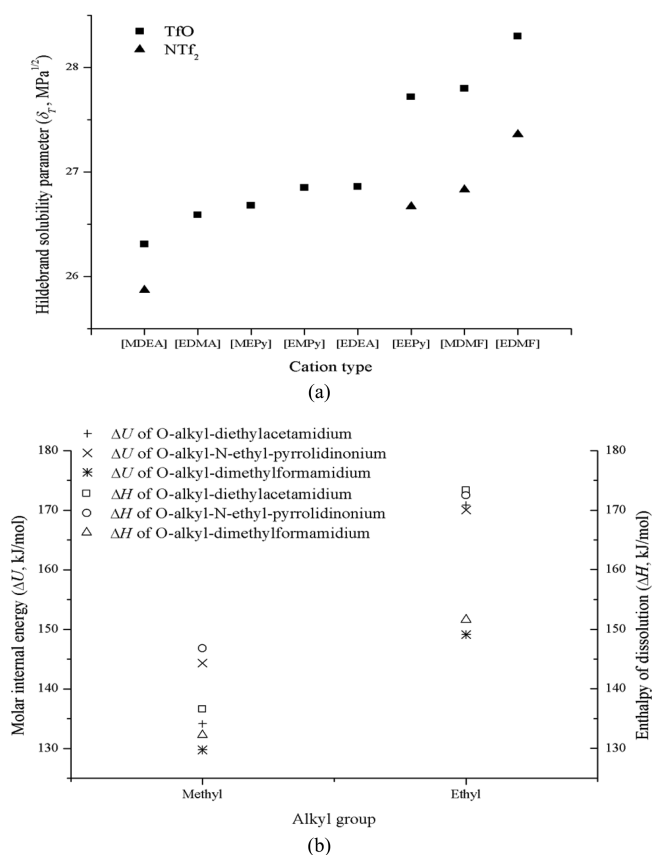 TfO
NTf2
Hildebrand solubility parameter (δT, MPa1/2)
28
27
26
[MDEA] [EDMA] [MEPy] [EMPy] [EDEA] [EEPy] [MDMF] [EDMF]
Cation type
(a)
ΔU of O-alkyl-diethylacetamidium
ΔU of O-alkyl-N-ethyl-pyrrolidinonium
ΔU of O-alkyl-dimethylformamidium
ΔH of O-alkyl-diethylacetamidium
ΔH of O-alkyl-N-ethyl-pyrrolidinonium
ΔH of O-alkyl-dimethylformamidium
Molar internal energy (ΔU, kJ/mol)
180
170
160
150
140
130
180
170
160
150
140
130
Enthalpy of dissolution (ΔH, kJ/mol)
Methyl Ethyl
Alkyl group
(b)